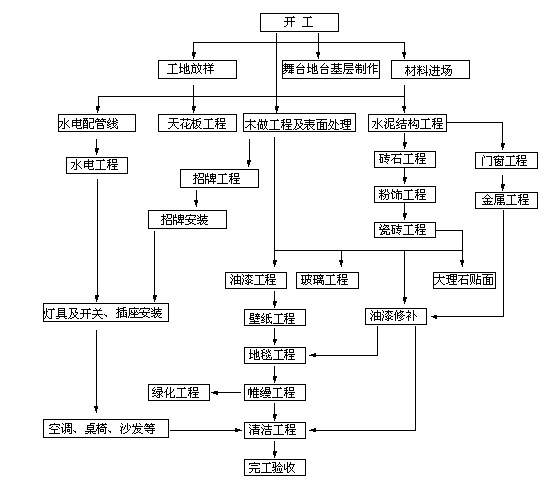 开 工
工地放样
舞台地台基层制作
材料进场
水电配管线
天花板工程
木做工程及表面处理
水泥结构工程
水电工程
招牌工程
砖石工程
门窗工程
粉饰工程
金属工程
招牌安装
瓷砖工程
油漆工程
玻璃工程
大理石贴面
灯具及开关、插座安装
壁纸工程
油漆修补
地毯工程
绿化工程
帷缦工程
空调、桌椅、沙发等
清洁工程
完工验收